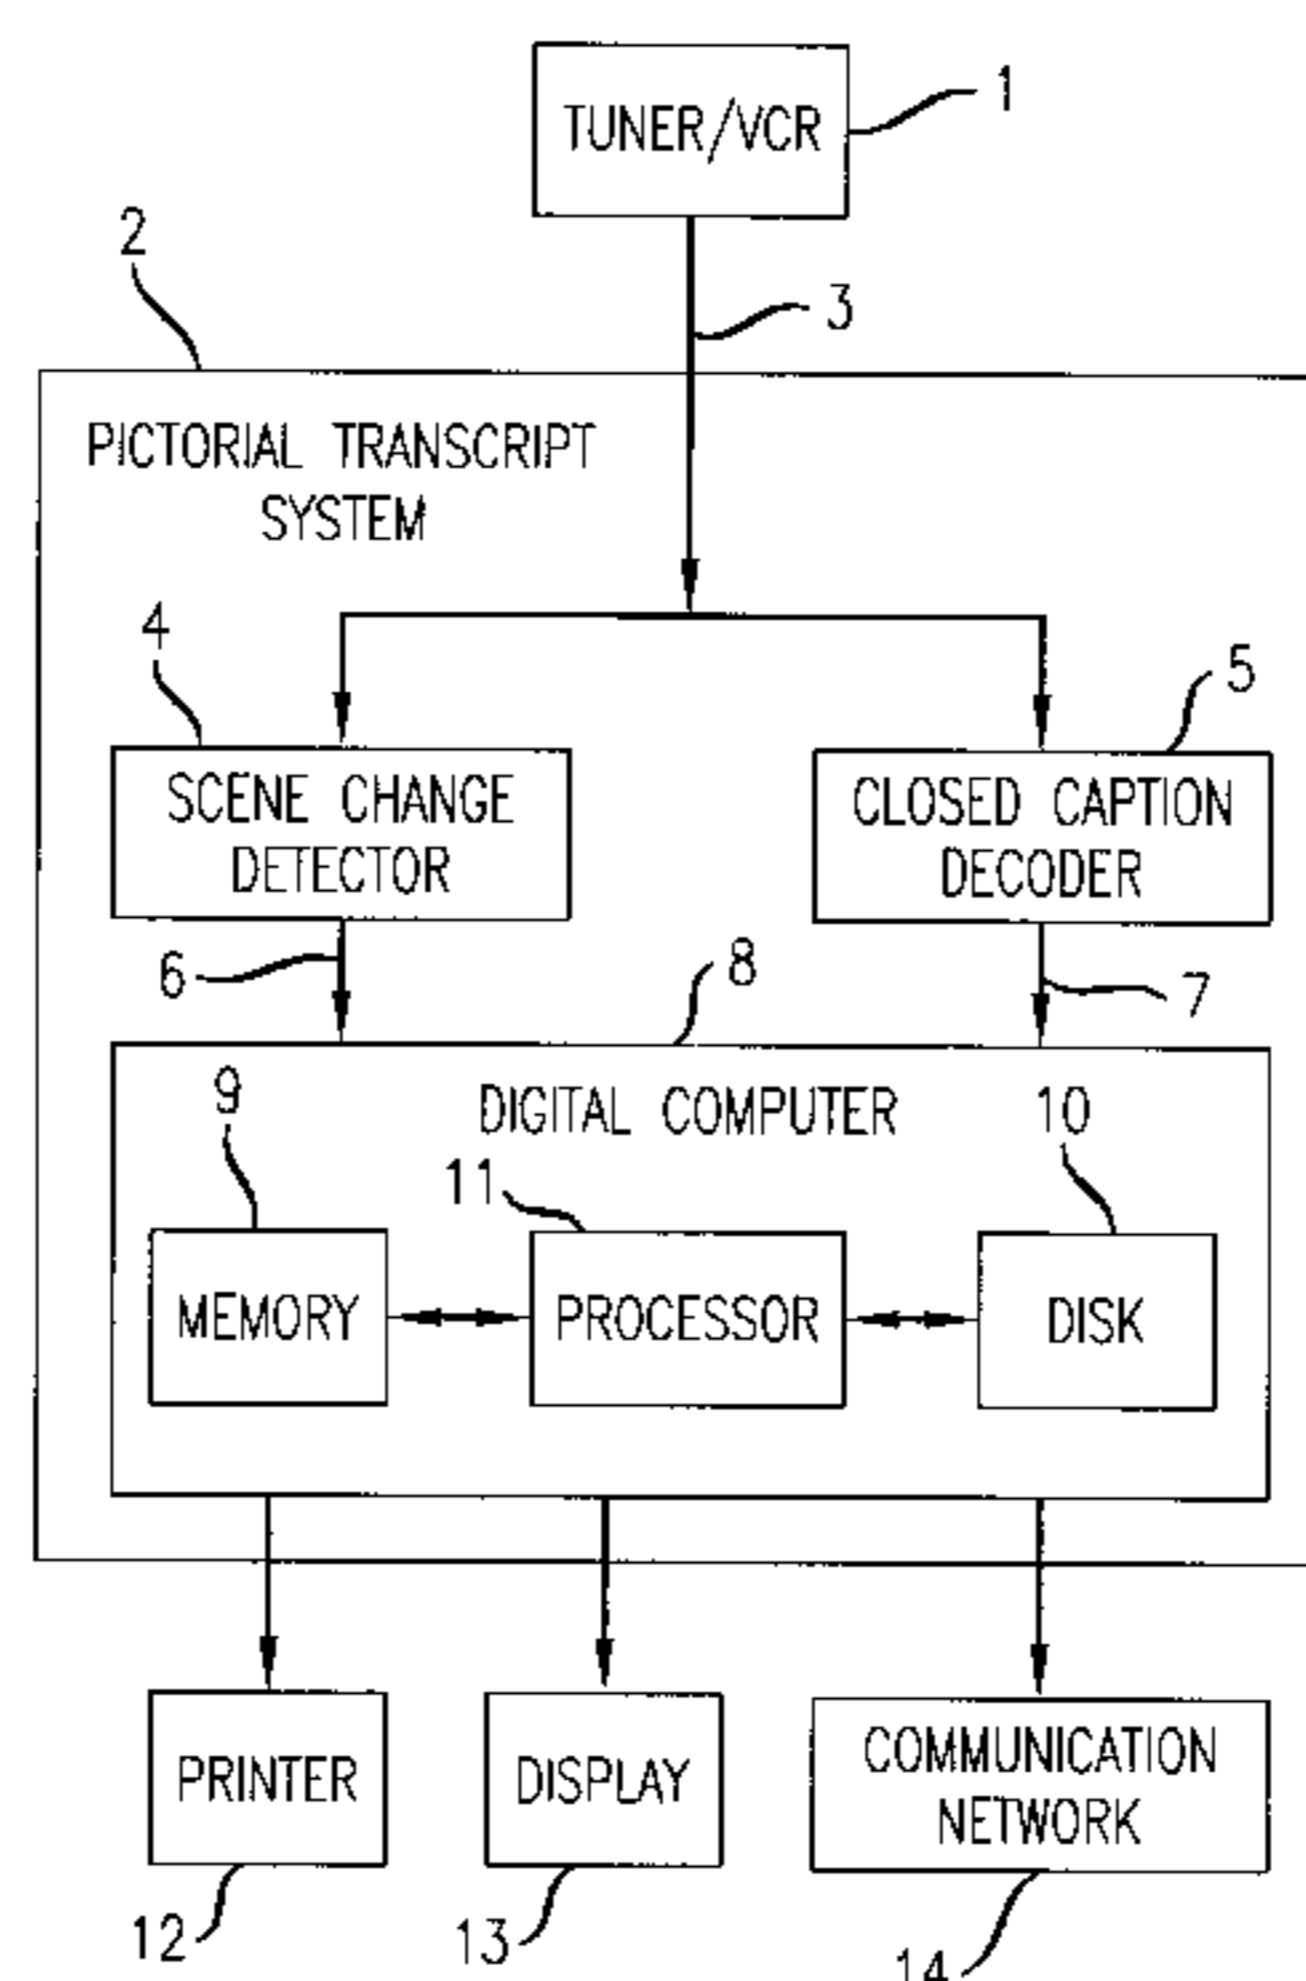 TUNER/VCR
1
2
3
PICTORIAL TRANSCRIPT
SYSTEM
4
5
SCENE CHANGE
DETECTOR
CLOSED CAPTION
DECODER
6
8
7
DIGITAL COMPUTER
9
11
10
MEMORY
PROCESSOR
DISK
PRINTER
DISPLAY
COMMUNICATION
NETWORK
12
13
14